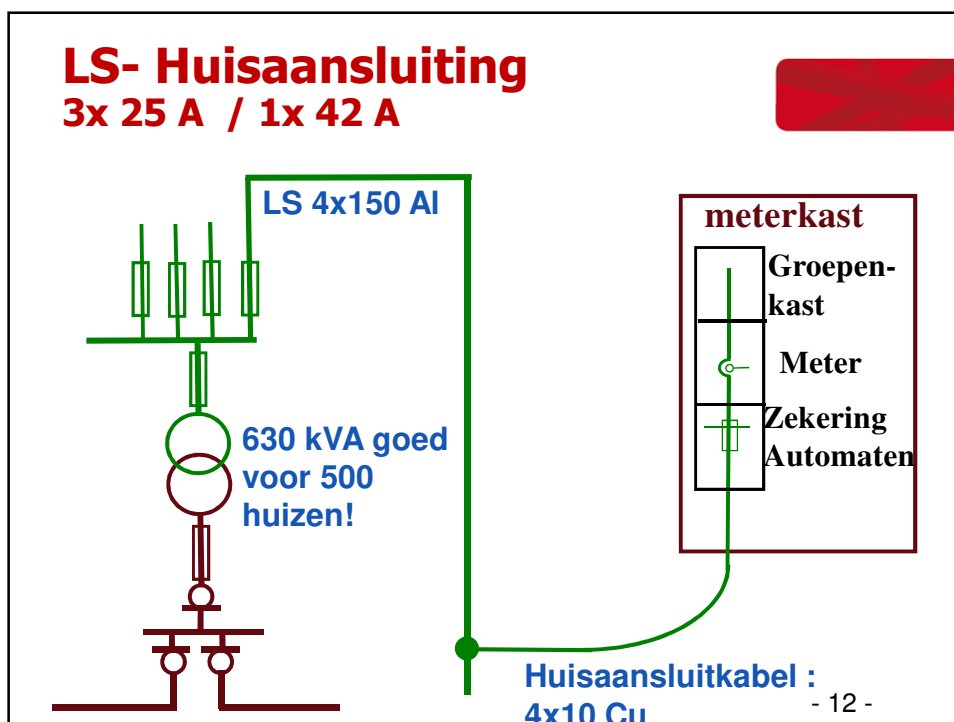 LS- Huisaansluiting
3x 25 A / 1x 42 A
LS 4x150 Al
meterkast
Groepen-
kast
Meter
Zekering
Automaten
630 kVA goed
voor 500
huizen!
Huisaansluitkabel :
4x10 Cu
- 12 -